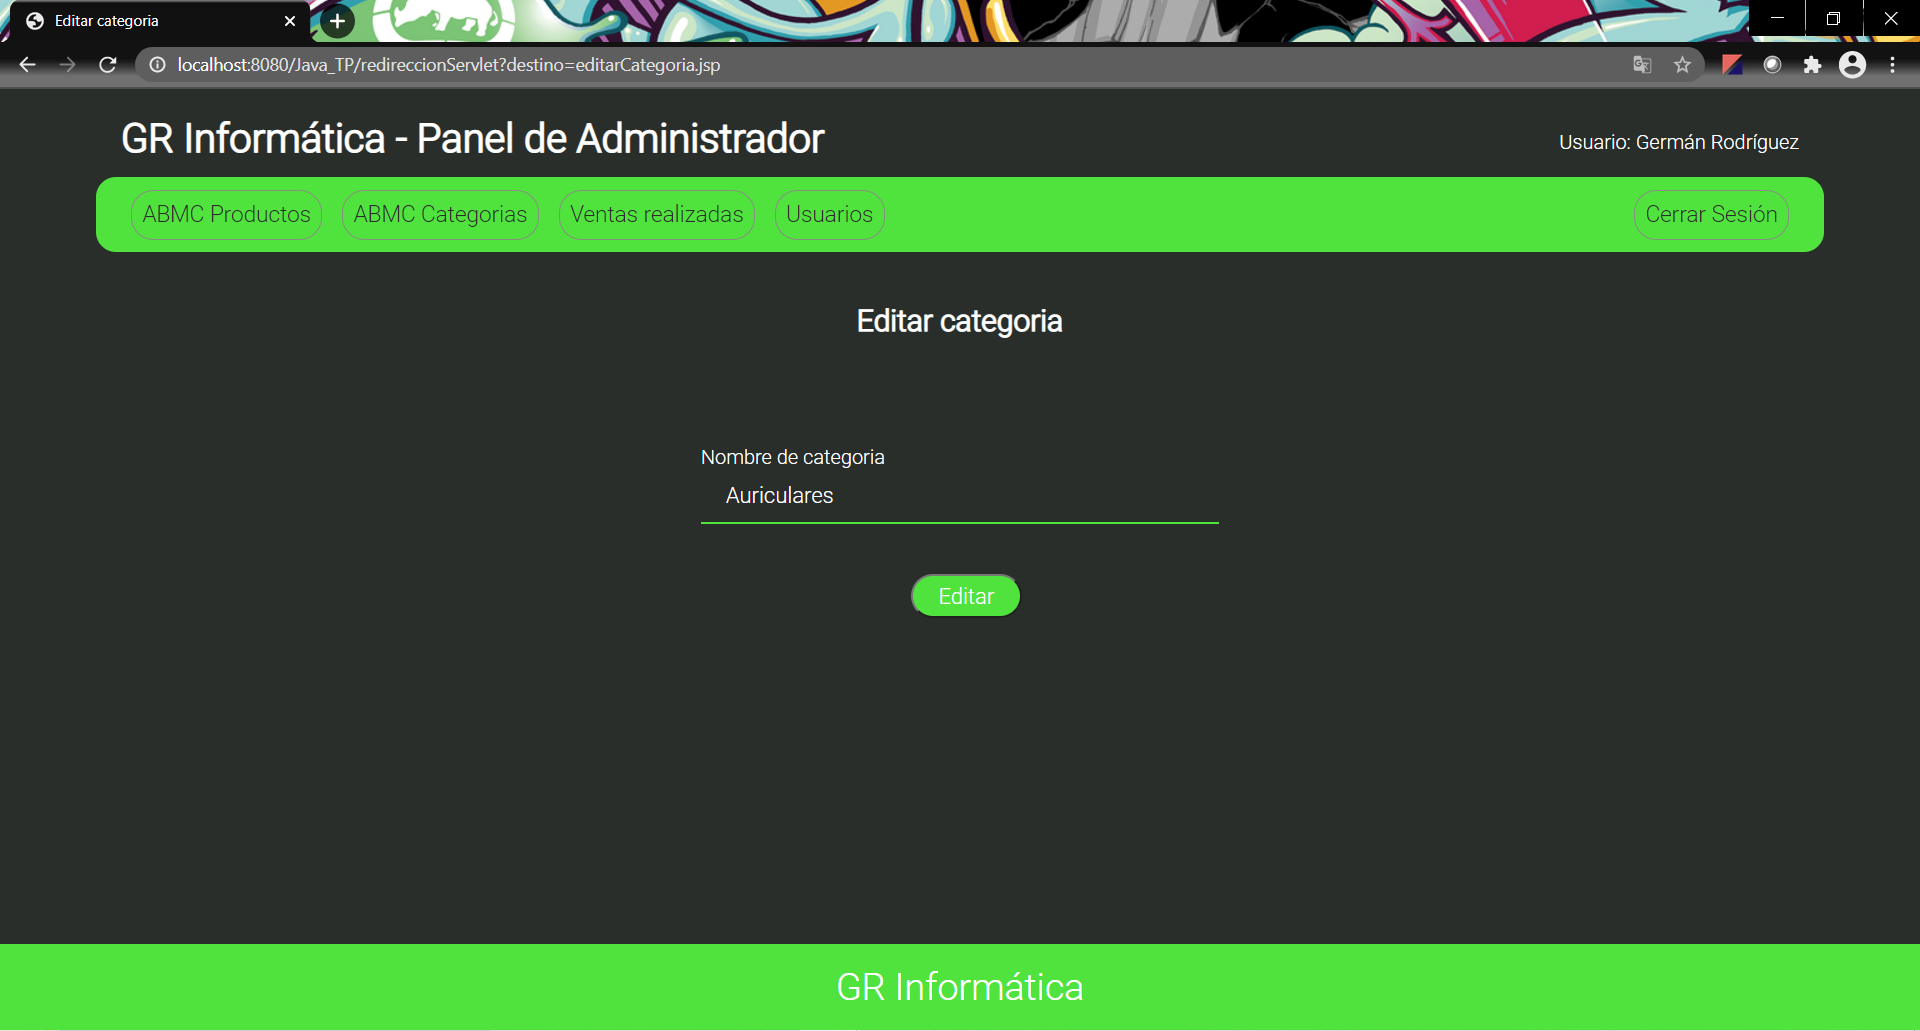 Editar categoria
localhost:8080/Java_TP/redireccionServlet?destino=editarCategoria.jsp
GR Informática - Panel de Administrador
Usuario: Germán Rodríguez
ABMC Productos
ABMC Categorias
Ventas realizadas
Usuarios
Cerrar Sesión
Editar categoria
Nombre de categoria
Auriculares
Editar
GR Informática